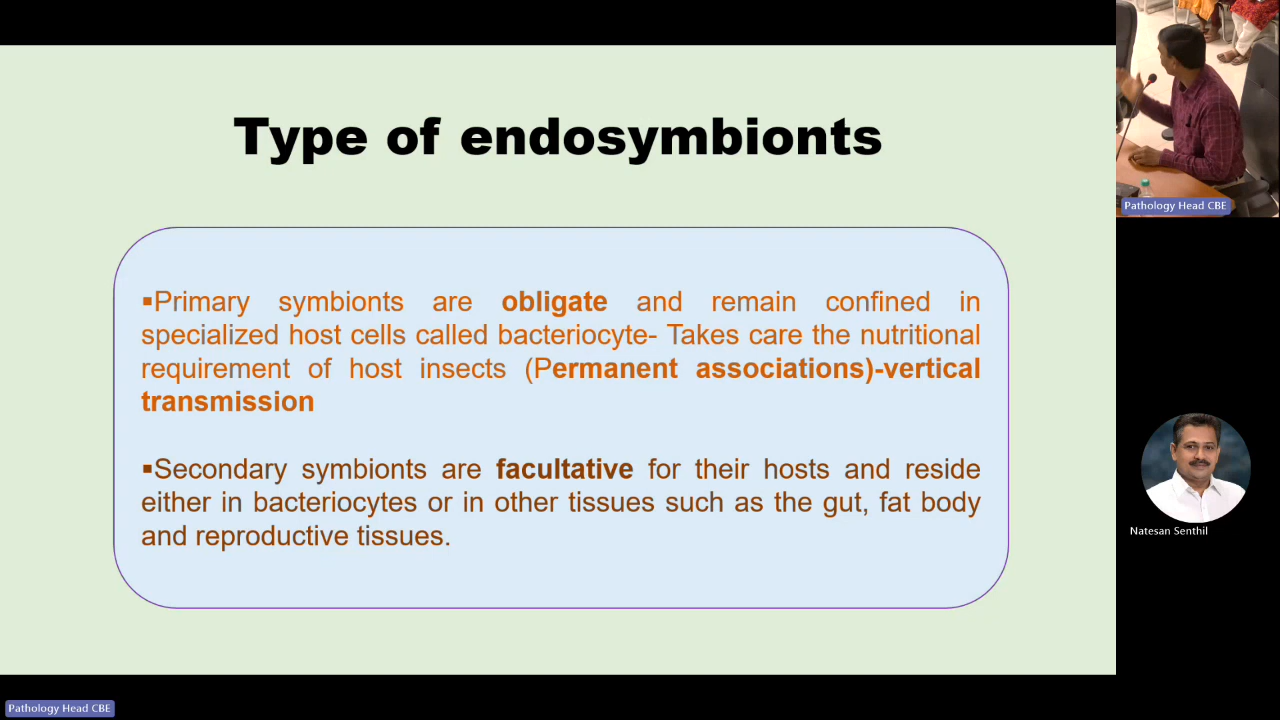 Type of endosymbionts
▪Primary symbionts are obligate and remain confined in
specialized host cells called bacteriocyte- Takes care the nutritional
requirement of host insects (Permanent associations)-vertical
transmission
▪Secondary symbionts are facultative for their hosts and reside
either in bacteriocytes or in other tissues such as the gut, fat body
and reproductive tissues.
Pathology Head CBE
Natesan Senthil
Pathology Head CBE